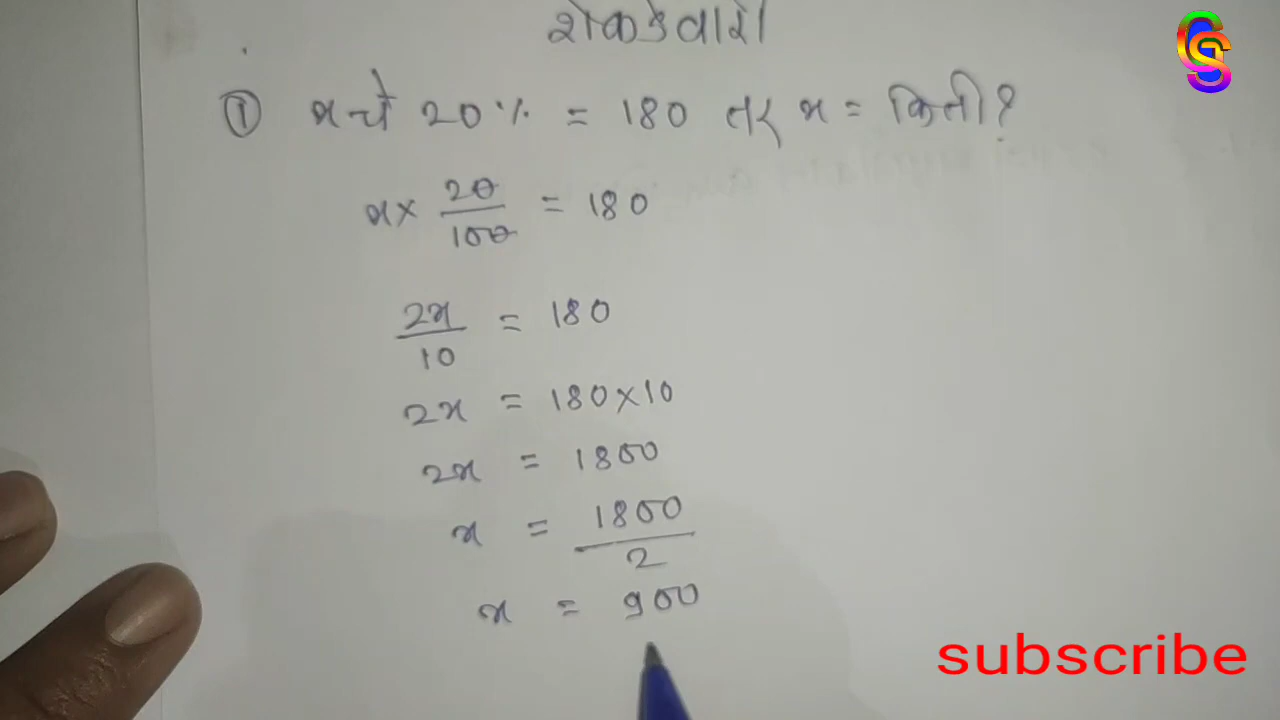 शेकडेवारी
① x चे 20% = 180 तर x = किती?
x × 20/100 = 180
2x/10 = 180
2x = 180×10
2x = 1800
x = 1800/2
x = 900
subscribe